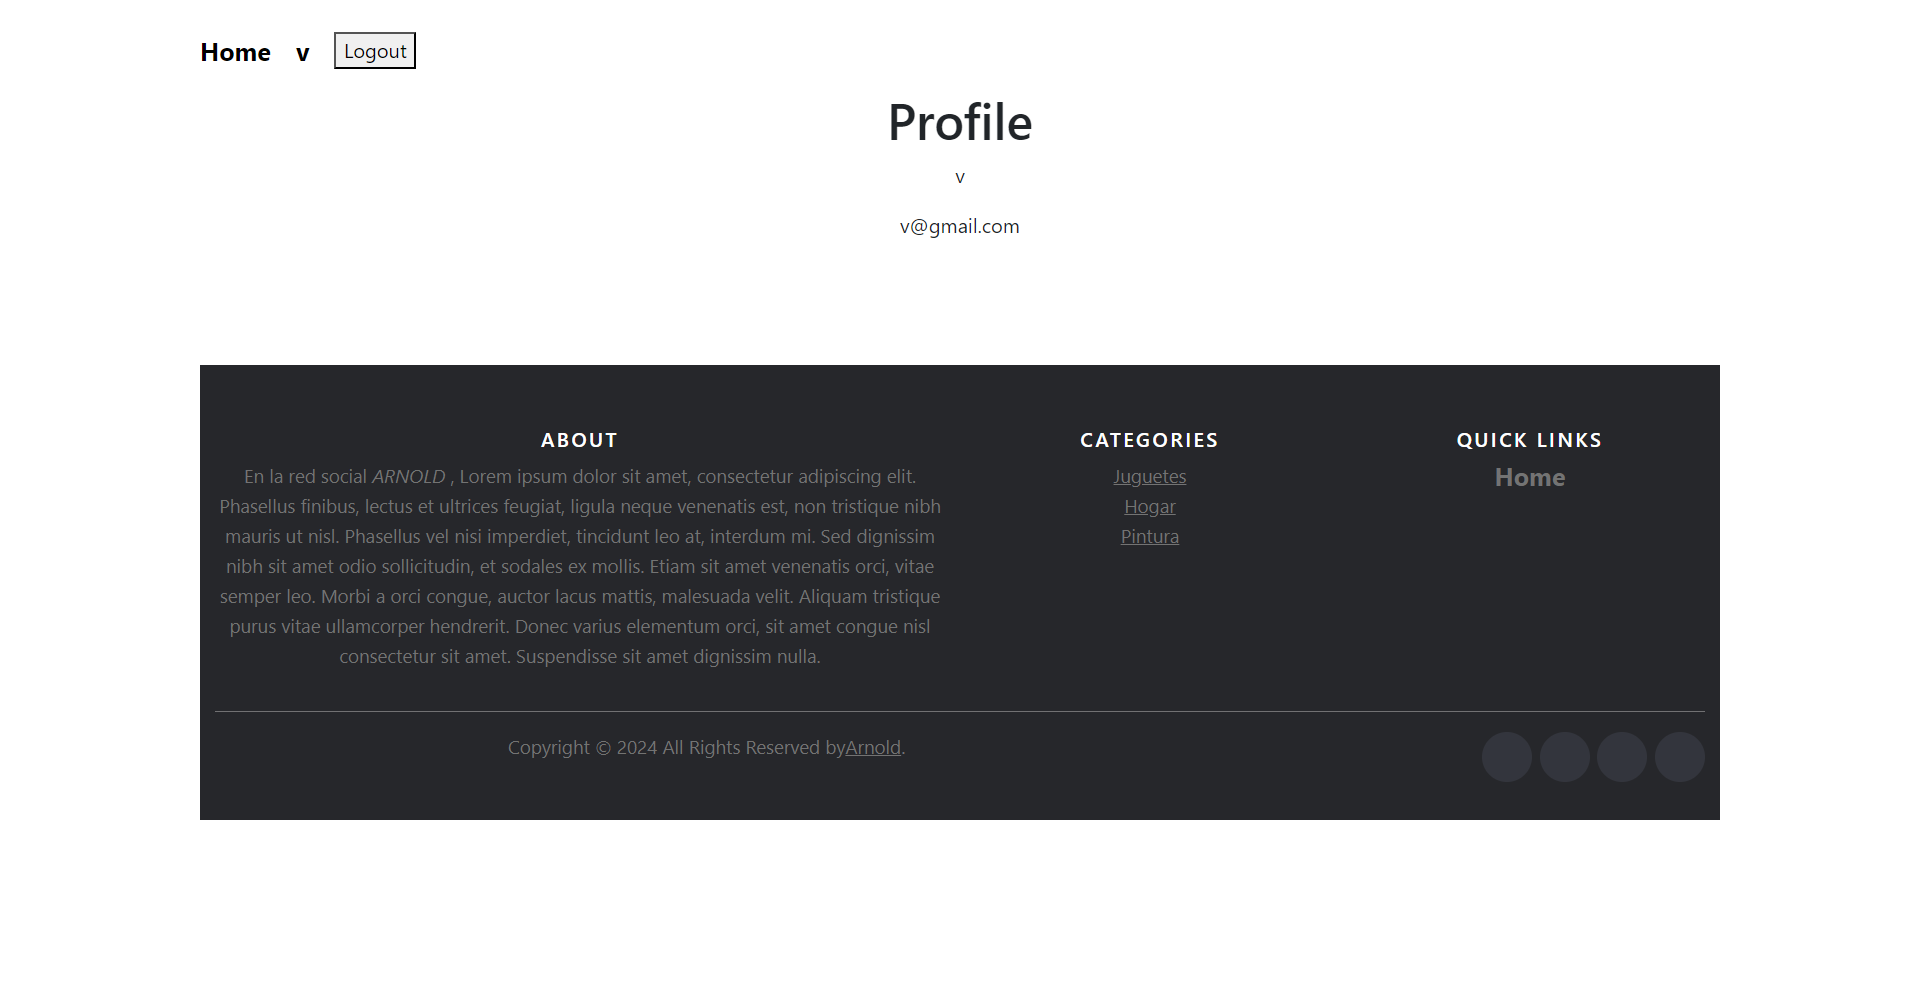 Home v Logout
Profile
v
v@gmail.com
ABOUT
En la red social ARNOLD , Lorem ipsum dolor sit amet, consectetur adipiscing elit.
Phasellus finibus, lectus et ultrices feugiat, ligula neque venenatis est, non tristique nibh
mauris ut nisl. Phasellus vel nisi imperdiet, tincidunt leo at, interdum mi. Sed dignissim
nibh sit amet odio sollicitudin, et sodales ex mollis. Etiam sit amet venenatis orci, vitae
semper leo. Morbi a orci congue, auctor lacus mattis, malesuada velit. Aliquam tristique
purus vitae ullamcorper hendrerit. Donec varius elementum orci, sit amet congue nisl
consectetur sit amet. Suspendisse sit amet dignissim nulla.
CATEGORIES
Juguetes
Hogar
Pintura
QUICK LINKS
Home
Copyright © 2024 All Rights Reserved byArnold.